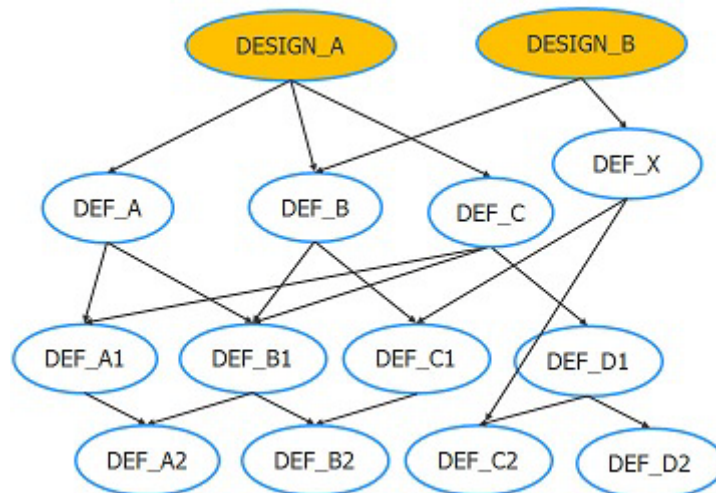 DESIGN_A
DESIGN_B
DEF_X
DEF_A
DEF_B
DEF_C
DEF_A1
DEF_B1
DEF_C1
DEF_D1
DEF_A2
DEF_B2
DEF_C2
DEF_D2